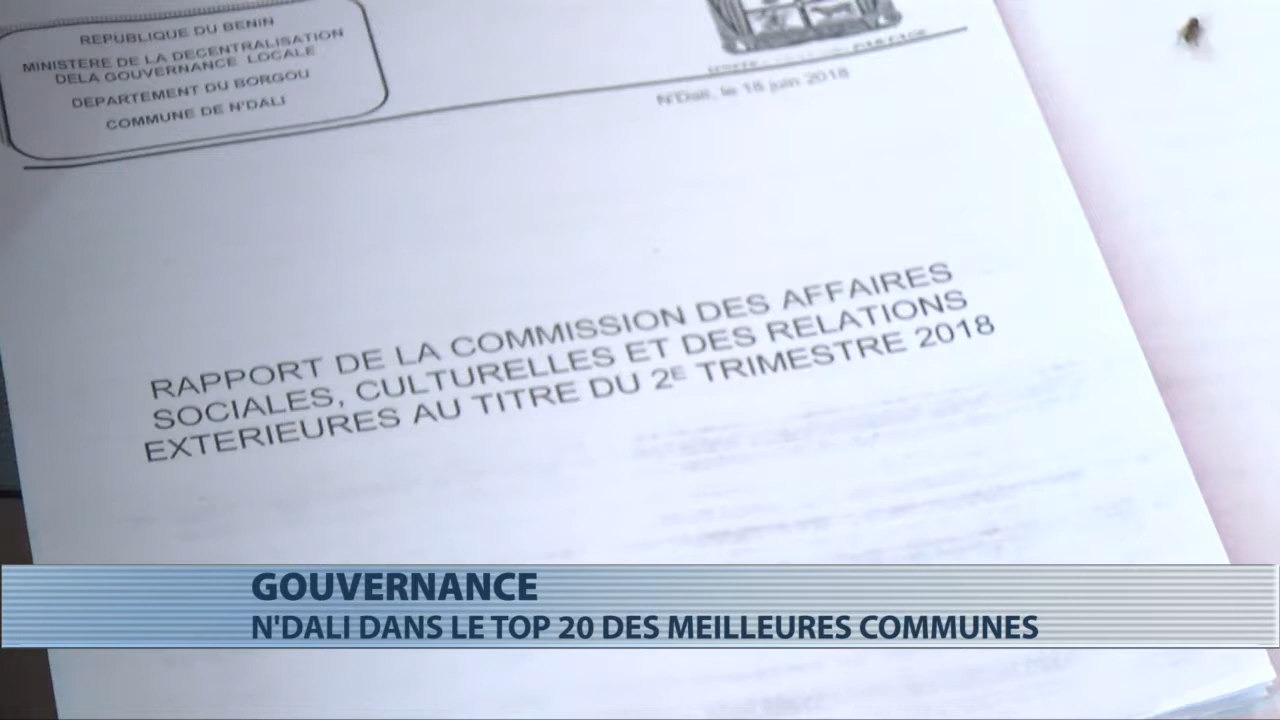 REPUBLIQUE DU BENIN
MINISTERE DE LA DECENTRALISATION
DELA GOUVERNANCE LOCALE
DEPARTEMENT DU BORGOU
COMMUNE DE N'DALI
N'Dali, le 18 juin 2018
RAPPORT DE LA COMMISSION DES AFFAIRES
SOCIALES, CULTURELLES ET DES RELATIONS
EXTERIEURES AU TITRE DU 2E TRIMESTRE 2018
GOUVERNANCE
N'DALI DANS LE TOP 20 DES MEILLEURES COMMUNES